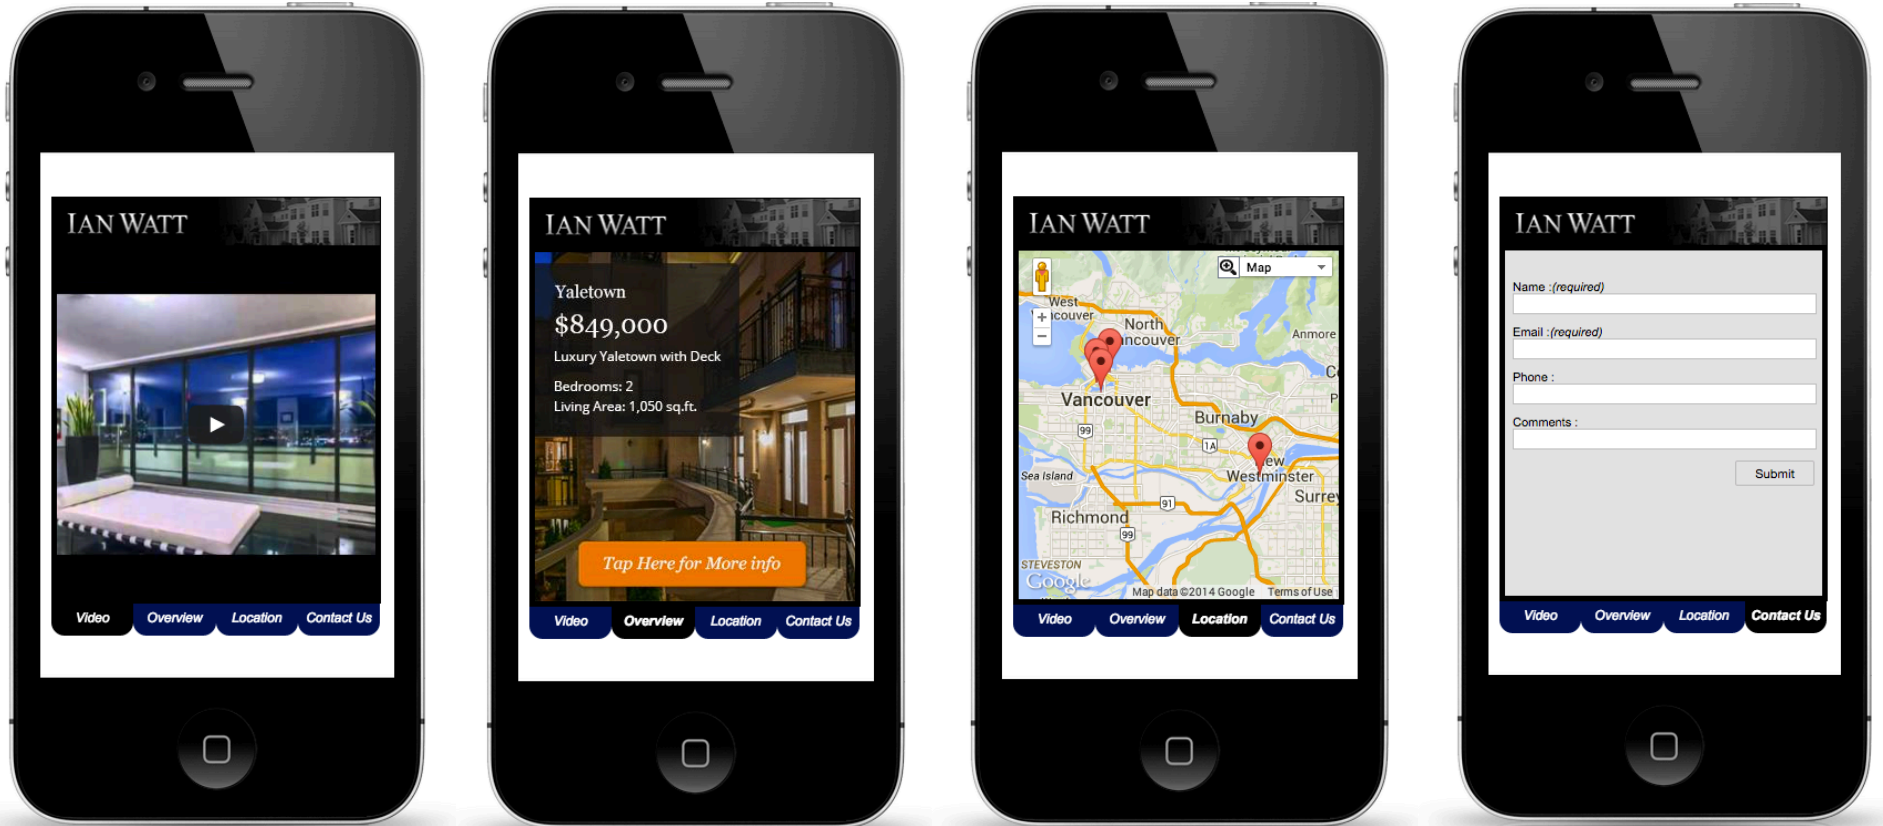 IAN WATT
Video
Overview
Location
Contact Us
IAN WATT
Yaletown
$849,000
Luxury Yaletown with Deck
Bedrooms: 2
Living Area: 1,050 sq.ft.
Tap Here for More info
Video
Overview
Location
Contact Us
IAN WATT
Map
West
North
Anmore
Vancouver
Burnaby
99
1A
Sea Island
Westminster
Surrey
91
Richmond
99
STEVESTON
Google
Map data ©2014 Google
Terms of Use
Video
Overview
Location
Contact Us
IAN WATT
Name :(required)
Email :(required)
Phone :
Comments :
Submit
Video
Overview
Location
Contact Us